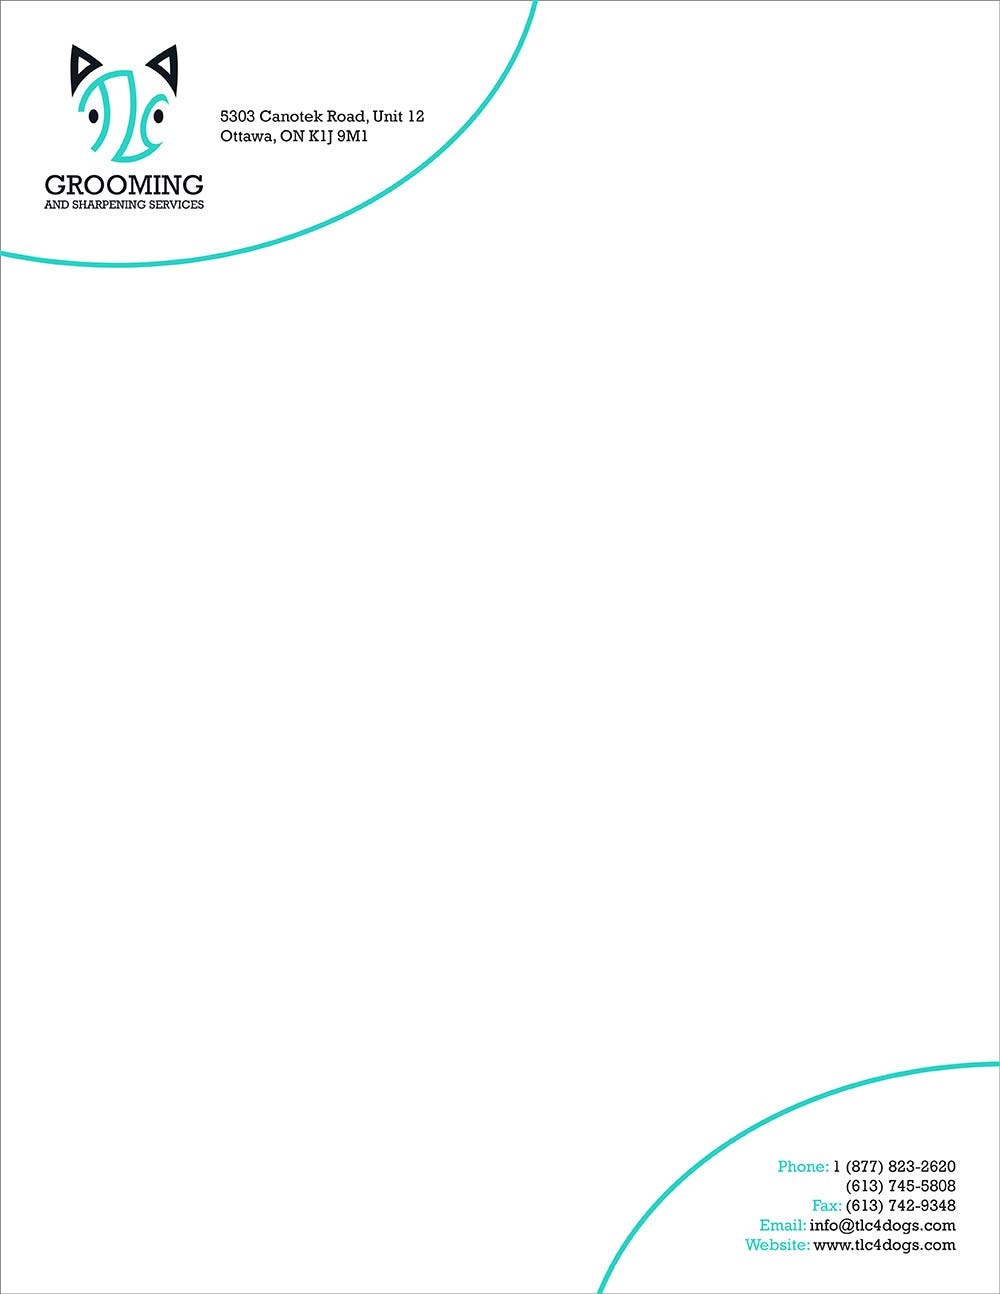 TLC
GROOMING
AND SHARPENING SERVICES
5303 Canotek Road, Unit 12
Ottawa, ON K1J 9M1
Phone: 1 (877) 823-2620
(613) 745-5808
Fax: (613) 742-9348
Email: info@tlc4dogs.com
Website: www.tlc4dogs.com